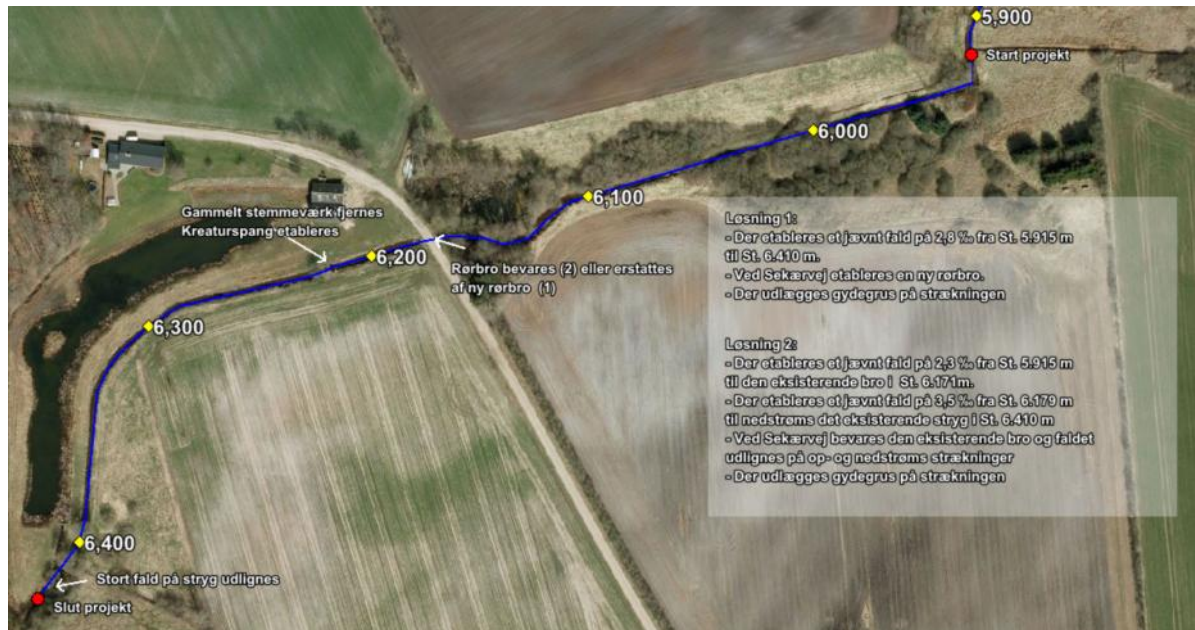 5,900
Start projekt
6,000
6,100
Gammelt stemmeværk fjernes
Kreaturspang etableres
6,200
Rørbro bevares (2) eller erstattes
af ny rørbro (1)
6,300
6,400
Stort fald på stryg udlignes
Slut projekt
Løsning 1:
- Der etableres et jævnt fald på 2,8 ‰ fra St. 5.915 m
til St. 6.410 m.
- Ved Sekærvej etableres en ny rørbro.
- Der udlægges gydegrus på strækningen
Løsning 2:
- Der etableres et jævnt fald på 2,3 ‰ fra St. 5.915 m
til den eksisterende bro i St. 6.171m.
- Der etableres et jævnt fald på 3,5 ‰ fra St. 6.179 m
til nedstrøms det eksisterende stryg i St. 6.410 m
- Ved Sekærvej bevares den eksisterende bro og faldet
udlignes på op- og nedstrøms strækninger
- Der udlægges gydegrus på strækningen